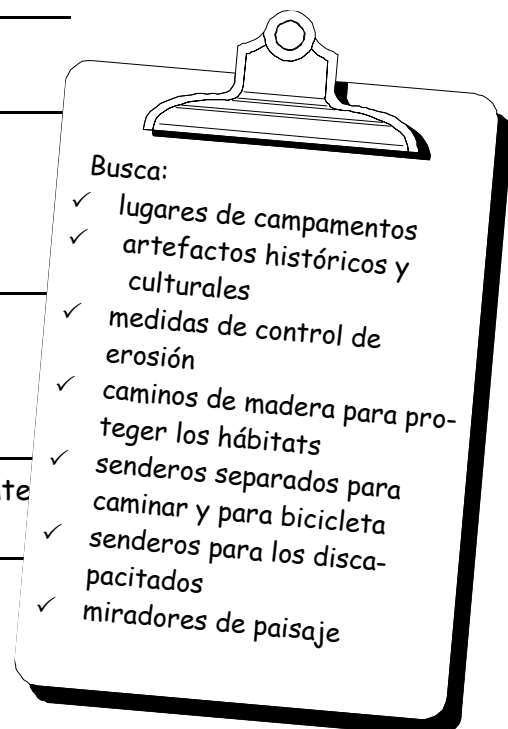 Busca:
✓ lugares de campamentos
✓ artefactos históricos y
culturales
✓ medidas de control de
erosión
✓ caminos de madera para pro-
teger los hábitats
✓ senderos separados para
caminar y para bicicleta
✓ senderos para los disca-
pacitados
✓ miradores de paisaje